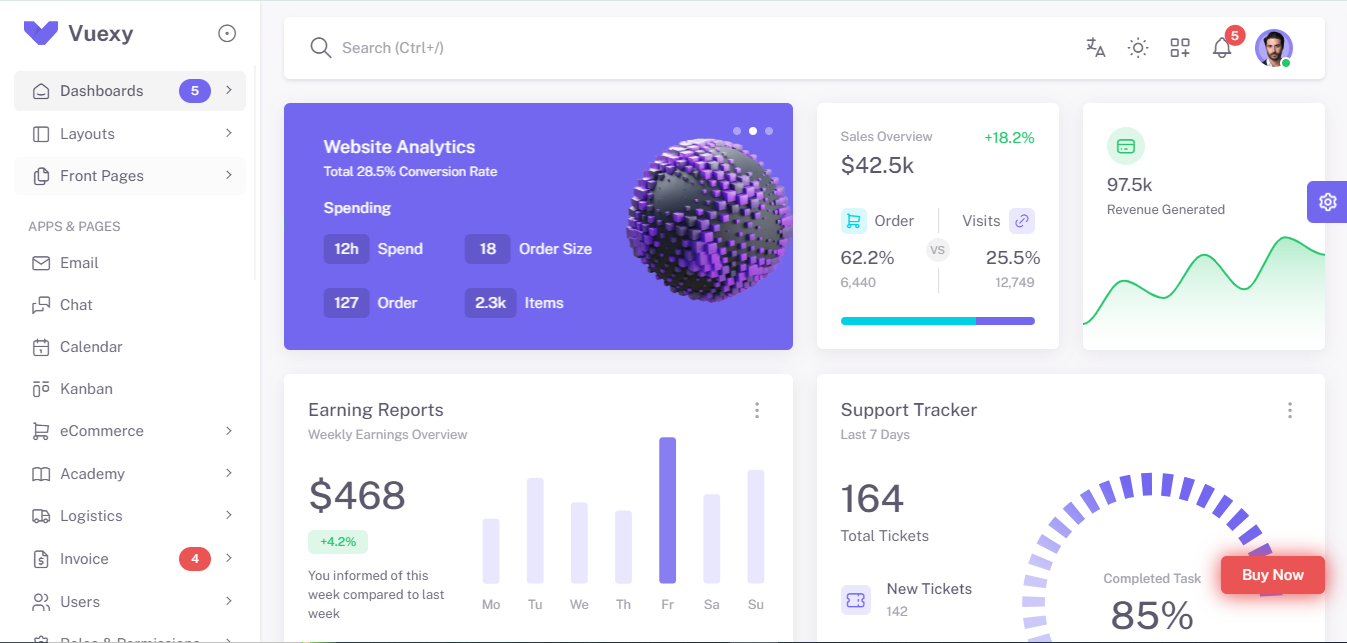 Vuexy
Search (Ctrl+/)
5
Dashboards
5
Layouts
Front Pages
APPS & PAGES
Email
Chat
Calendar
Kanban
eCommerce
Academy
Logistics
Invoice
4
Users
Roles & Permissions
Website Analytics
Total 28.5% Conversion Rate
Spending
12h Spend
18 Order Size
127 Order
2.3k Items
Sales Overview
+18.2%
$42.5k
Order
Visits
VS
62.2%
25.5%
6,440
12,749
97.5k
Revenue Generated
Earning Reports
Weekly Earnings Overview
$468
+4.2%
You informed of this
week compared to last
week
Mo Tu We Th Fr Sa Su
Support Tracker
Last 7 Days
164
Total Tickets
New Tickets
142
Completed Task
85%
Buy Now